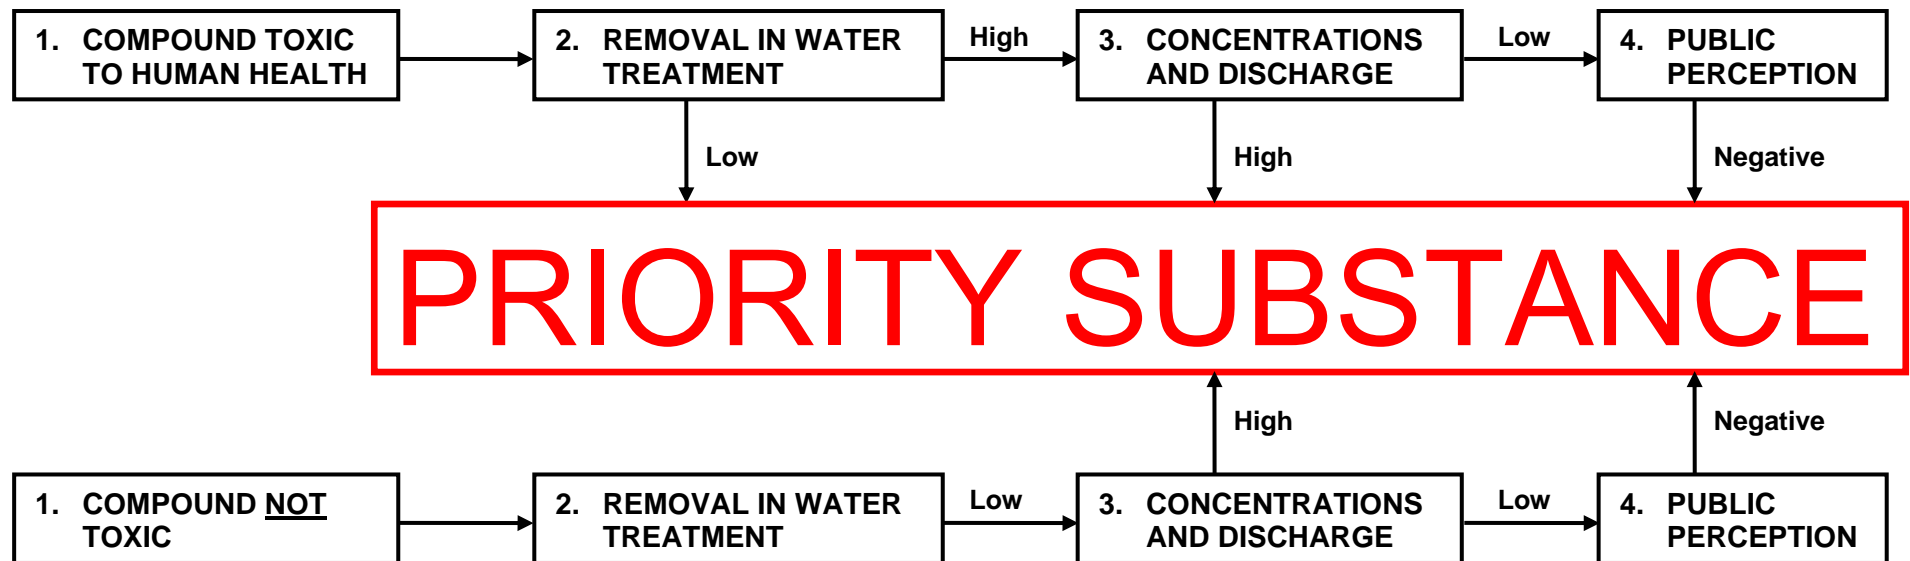 1. COMPOUND TOXIC
TO HUMAN HEALTH
2. REMOVAL IN WATER
TREATMENT
High
3. CONCENTRATIONS
AND DISCHARGE
Low
4. PUBLIC
PERCEPTION
Low
High
Negative
PRIORITY SUBSTANCE
High
Negative
1. COMPOUND NOT
TOXIC
2. REMOVAL IN WATER
TREATMENT
Low
3. CONCENTRATIONS
AND DISCHARGE
Low
4. PUBLIC
PERCEPTION